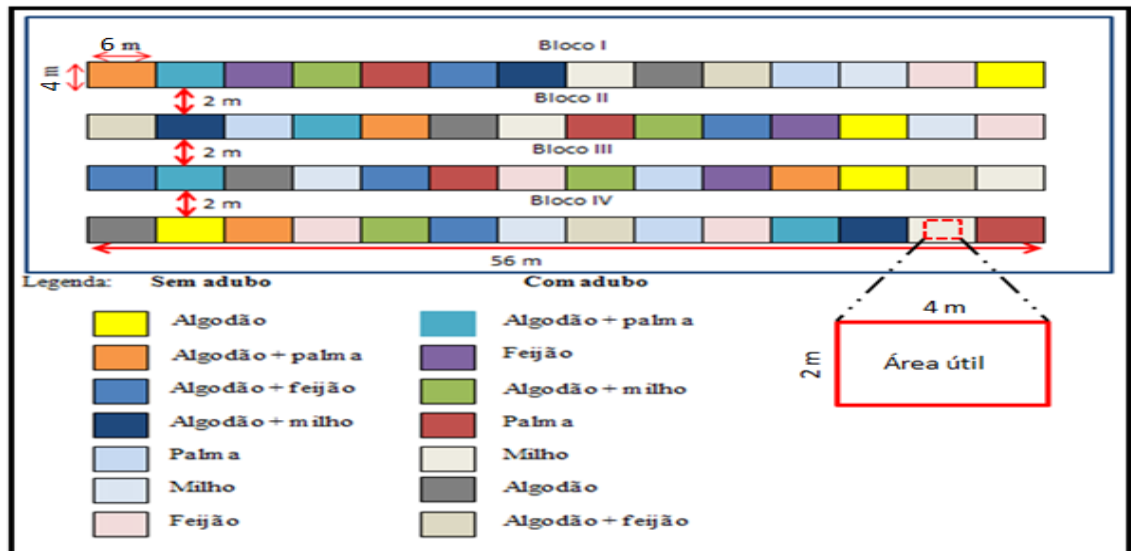 Bloco I
6 m
4 m
2 m
Bloco II
2 m
Bloco III
2 m
Bloco IV
56 m
Legenda: Sem adubo Com adubo
Algodão
Algodão + palma
Algodão + feijão
Algodão + milho
Palma
Milho
Feijão
Algodão + palma
Feijão
Algodão + milho
Palma
Milho
Algodão
Algodão + feijão
4 m
2 m
Área útil